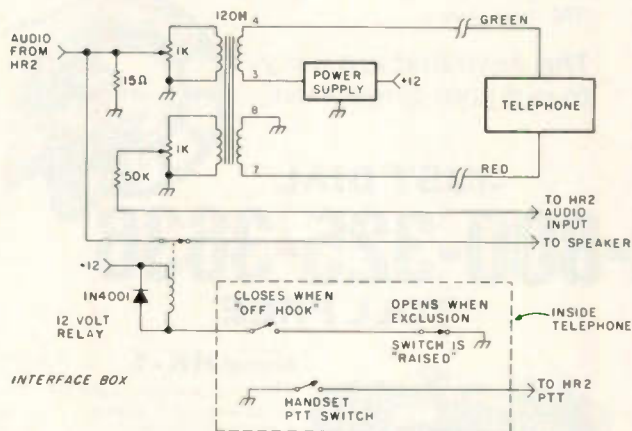 120M
4
GREEN
AUDIO
FROM
HR2
1K
15Ω
3
POWER
SUPPLY
+12
TELEPHONE
8
1K
50K
7
RED
TO HR2
AUDIO
INPUT
TO SPEAKER
+12
1N4001
12 VOLT
RELAY
CLOSES WHEN
"OFF HOOK"
OPENS WHEN
EXCLUSION
SWITCH IS
"RAISED"
INSIDE
TELEPHONE
INTERFACE BOX
HANDSET
PTT SWITCH
TO HR2
PTT